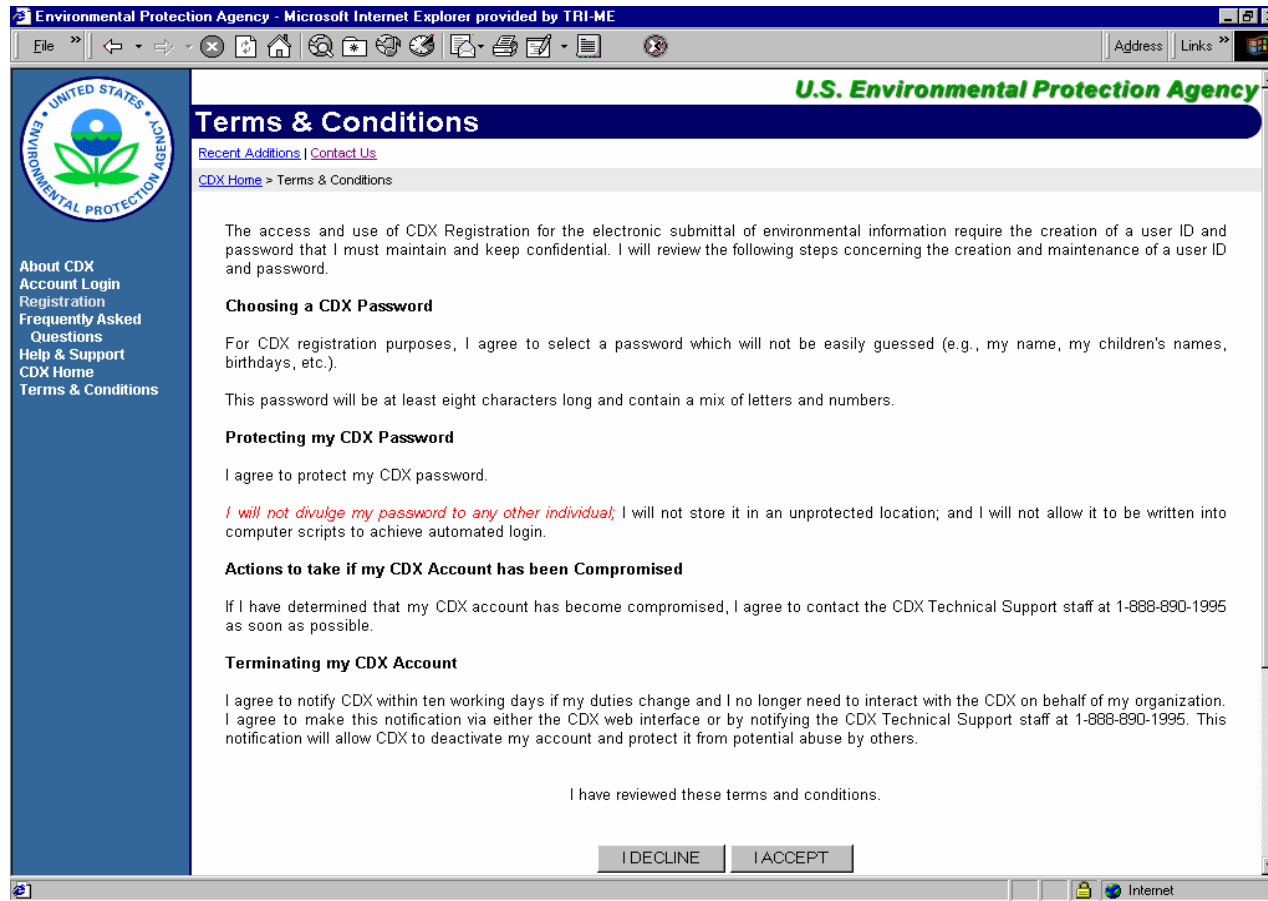 Environmental Protection Agency - Microsoft Internet Explorer provided by TRI-ME
File » Address Links »
UNITED STATES • ENVIRONMENTAL PROTECTION AGENCY •
U.S. Environmental Protection Agency
Terms & Conditions
Recent Additions | Contact Us
CDX Home > Terms & Conditions
About CDX
Account Login
Registration
Frequently Asked
Questions
Help & Support
CDX Home
Terms & Conditions
The access and use of CDX Registration for the electronic submittal of environmental information require the creation of a user ID and
password that I must maintain and keep confidential. I will review the following steps concerning the creation and maintenance of a user ID
and password.
Choosing a CDX Password
For CDX registration purposes, I agree to select a password which will not be easily guessed (e.g., my name, my children's names,
birthdays, etc.).
This password will be at least eight characters long and contain a mix of letters and numbers.
Protecting my CDX Password
I agree to protect my CDX password.
I will not divulge my password to any other individual; I will not store it in an unprotected location; and I will not allow it to be written into
computer scripts to achieve automated login.
Actions to take if my CDX Account has been Compromised
If I have determined that my CDX account has become compromised, I agree to contact the CDX Technical Support staff at 1-888-890-1995
as soon as possible.
Terminating my CDX Account
I agree to notify CDX within ten working days if my duties change and I no longer need to interact with the CDX on behalf of my organization.
I agree to make this notification via either the CDX web interface or by notifying the CDX Technical Support staff at 1-888-890-1995. This
notification will allow CDX to deactivate my account and protect it from potential abuse by others.
I have reviewed these terms and conditions.
I DECLINE I ACCEPT
Internet